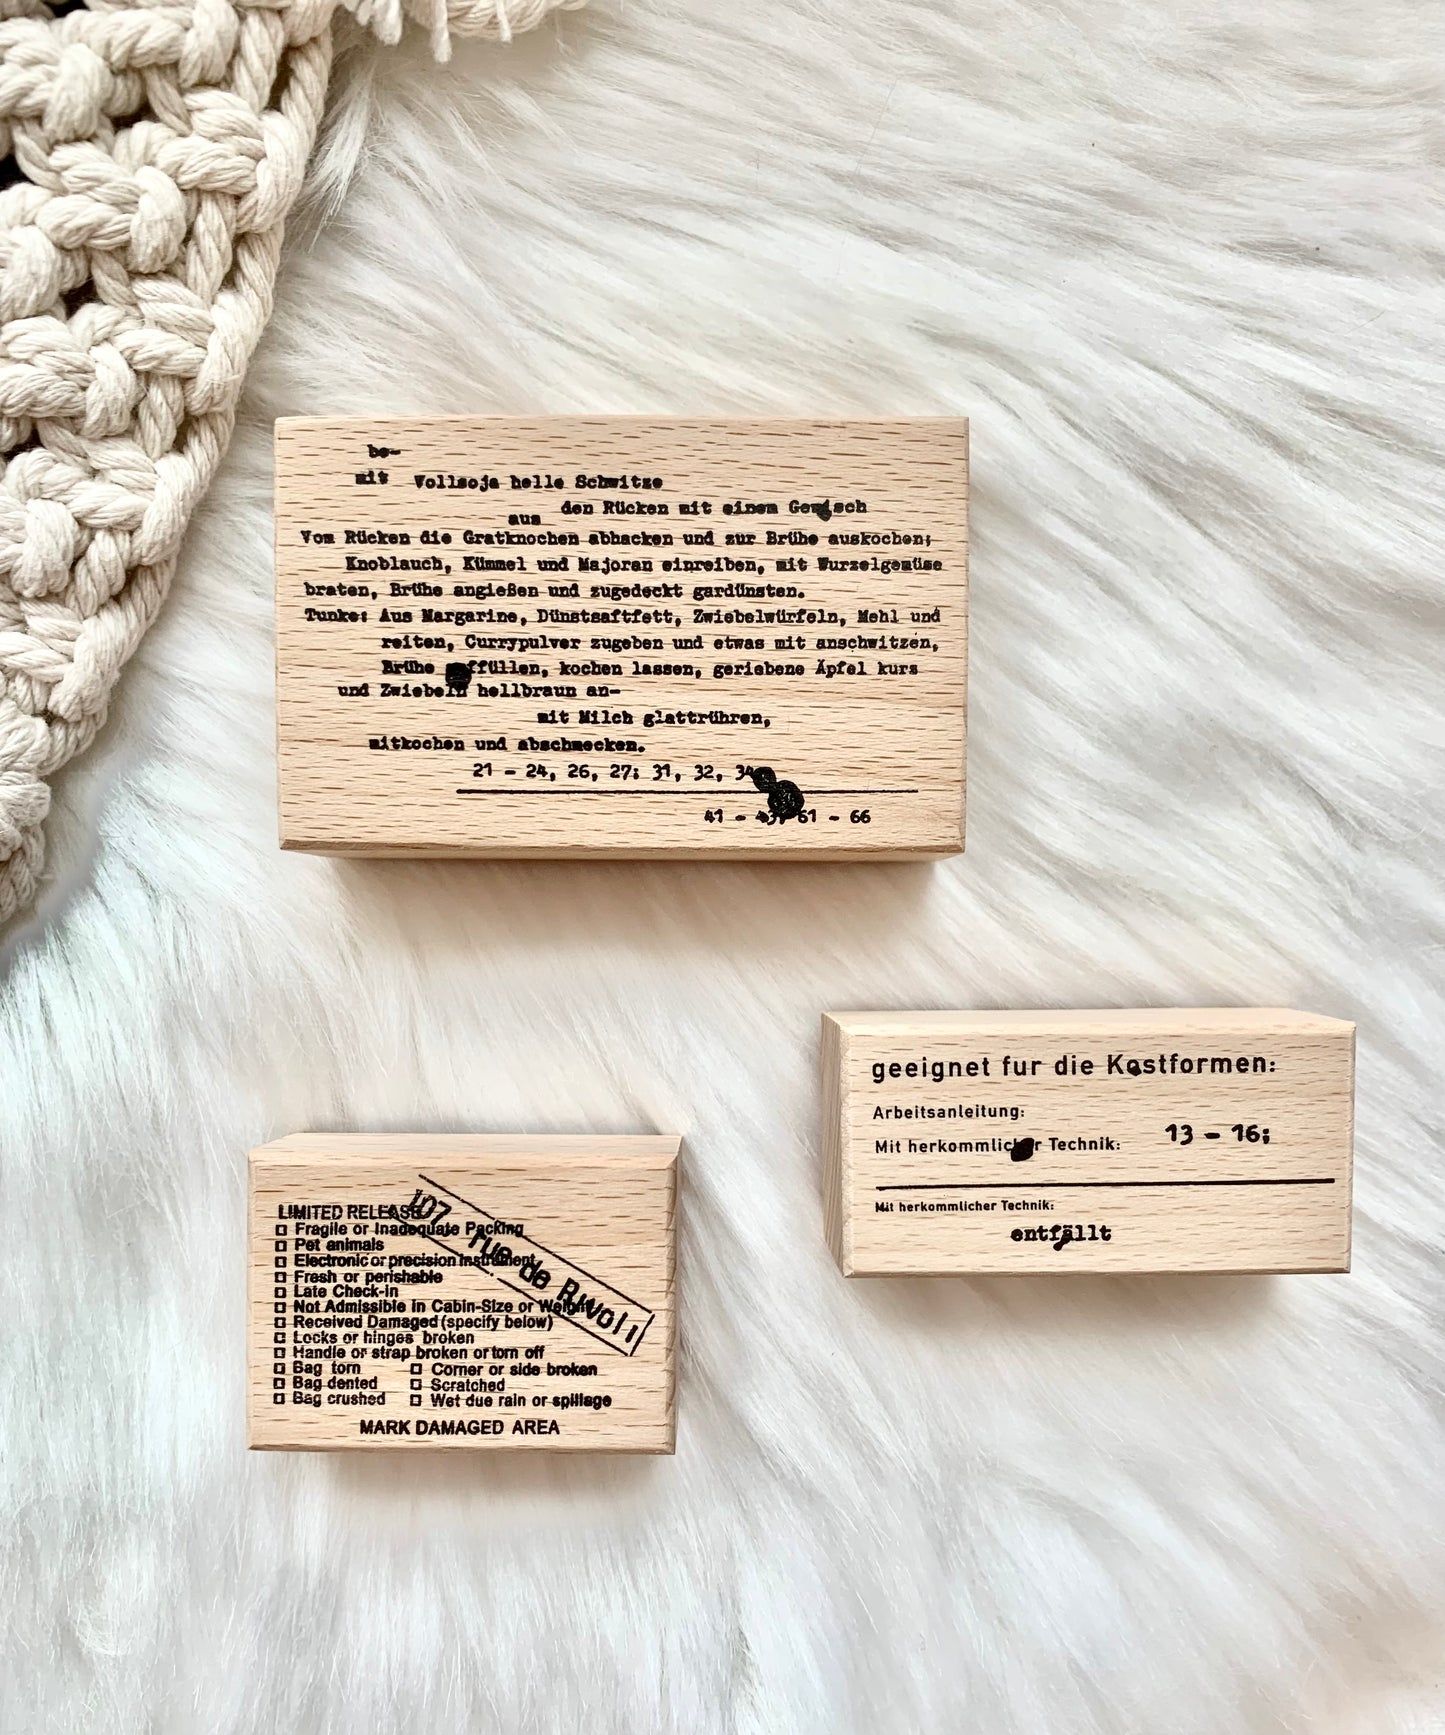 be-
mit Vollsoja helle Schwitze
den Rücken mit einem Gemisch
aus
Vom Rücken die Gratknochen abhacken und zur Brühe auskochen;
Knoblauch, Kümmel und Majoran einreiben, mit Wurzelgemüse
braten, Brühe angießen und zugedeckt gardünsten.
Tunke: Aus Margarine, Dünstsaftfett, Zwiebelwürfeln, Mehl und
reiten, Currypulver zugeben und etwas mit anschwitzen,
Brühe auffüllen, kochen lassen, geriebene Äpfel kurs
und Zwiebeln hellbraun an-
mit Milch glattrühren,
mitkochen und abschmecken.
21 - 24, 26, 27; 31, 32, 34
41 - 43, 61 - 66
geeignet fur die Kostformen:
Arbeitsanleitung:
Mit herkommlicher Technik: 13 - 16;
Mit herkommlicher Technik:
entfällt
107 rue de Rivoli
LIMITED RELEASE
Fragile or Inadequate Packing
Pet animals
Electronic or precision instrument
Fresh or perishable
Late Check-in
Not Admissible in Cabin-Size or Weight
Received Damaged (specify below)
Locks or hinges broken
Handle or strap broken or torn off
Bag torn Corner or side broken
Bag dented Scratched
Bag crushed Wet due rain or spillage
MARK DAMAGED AREA